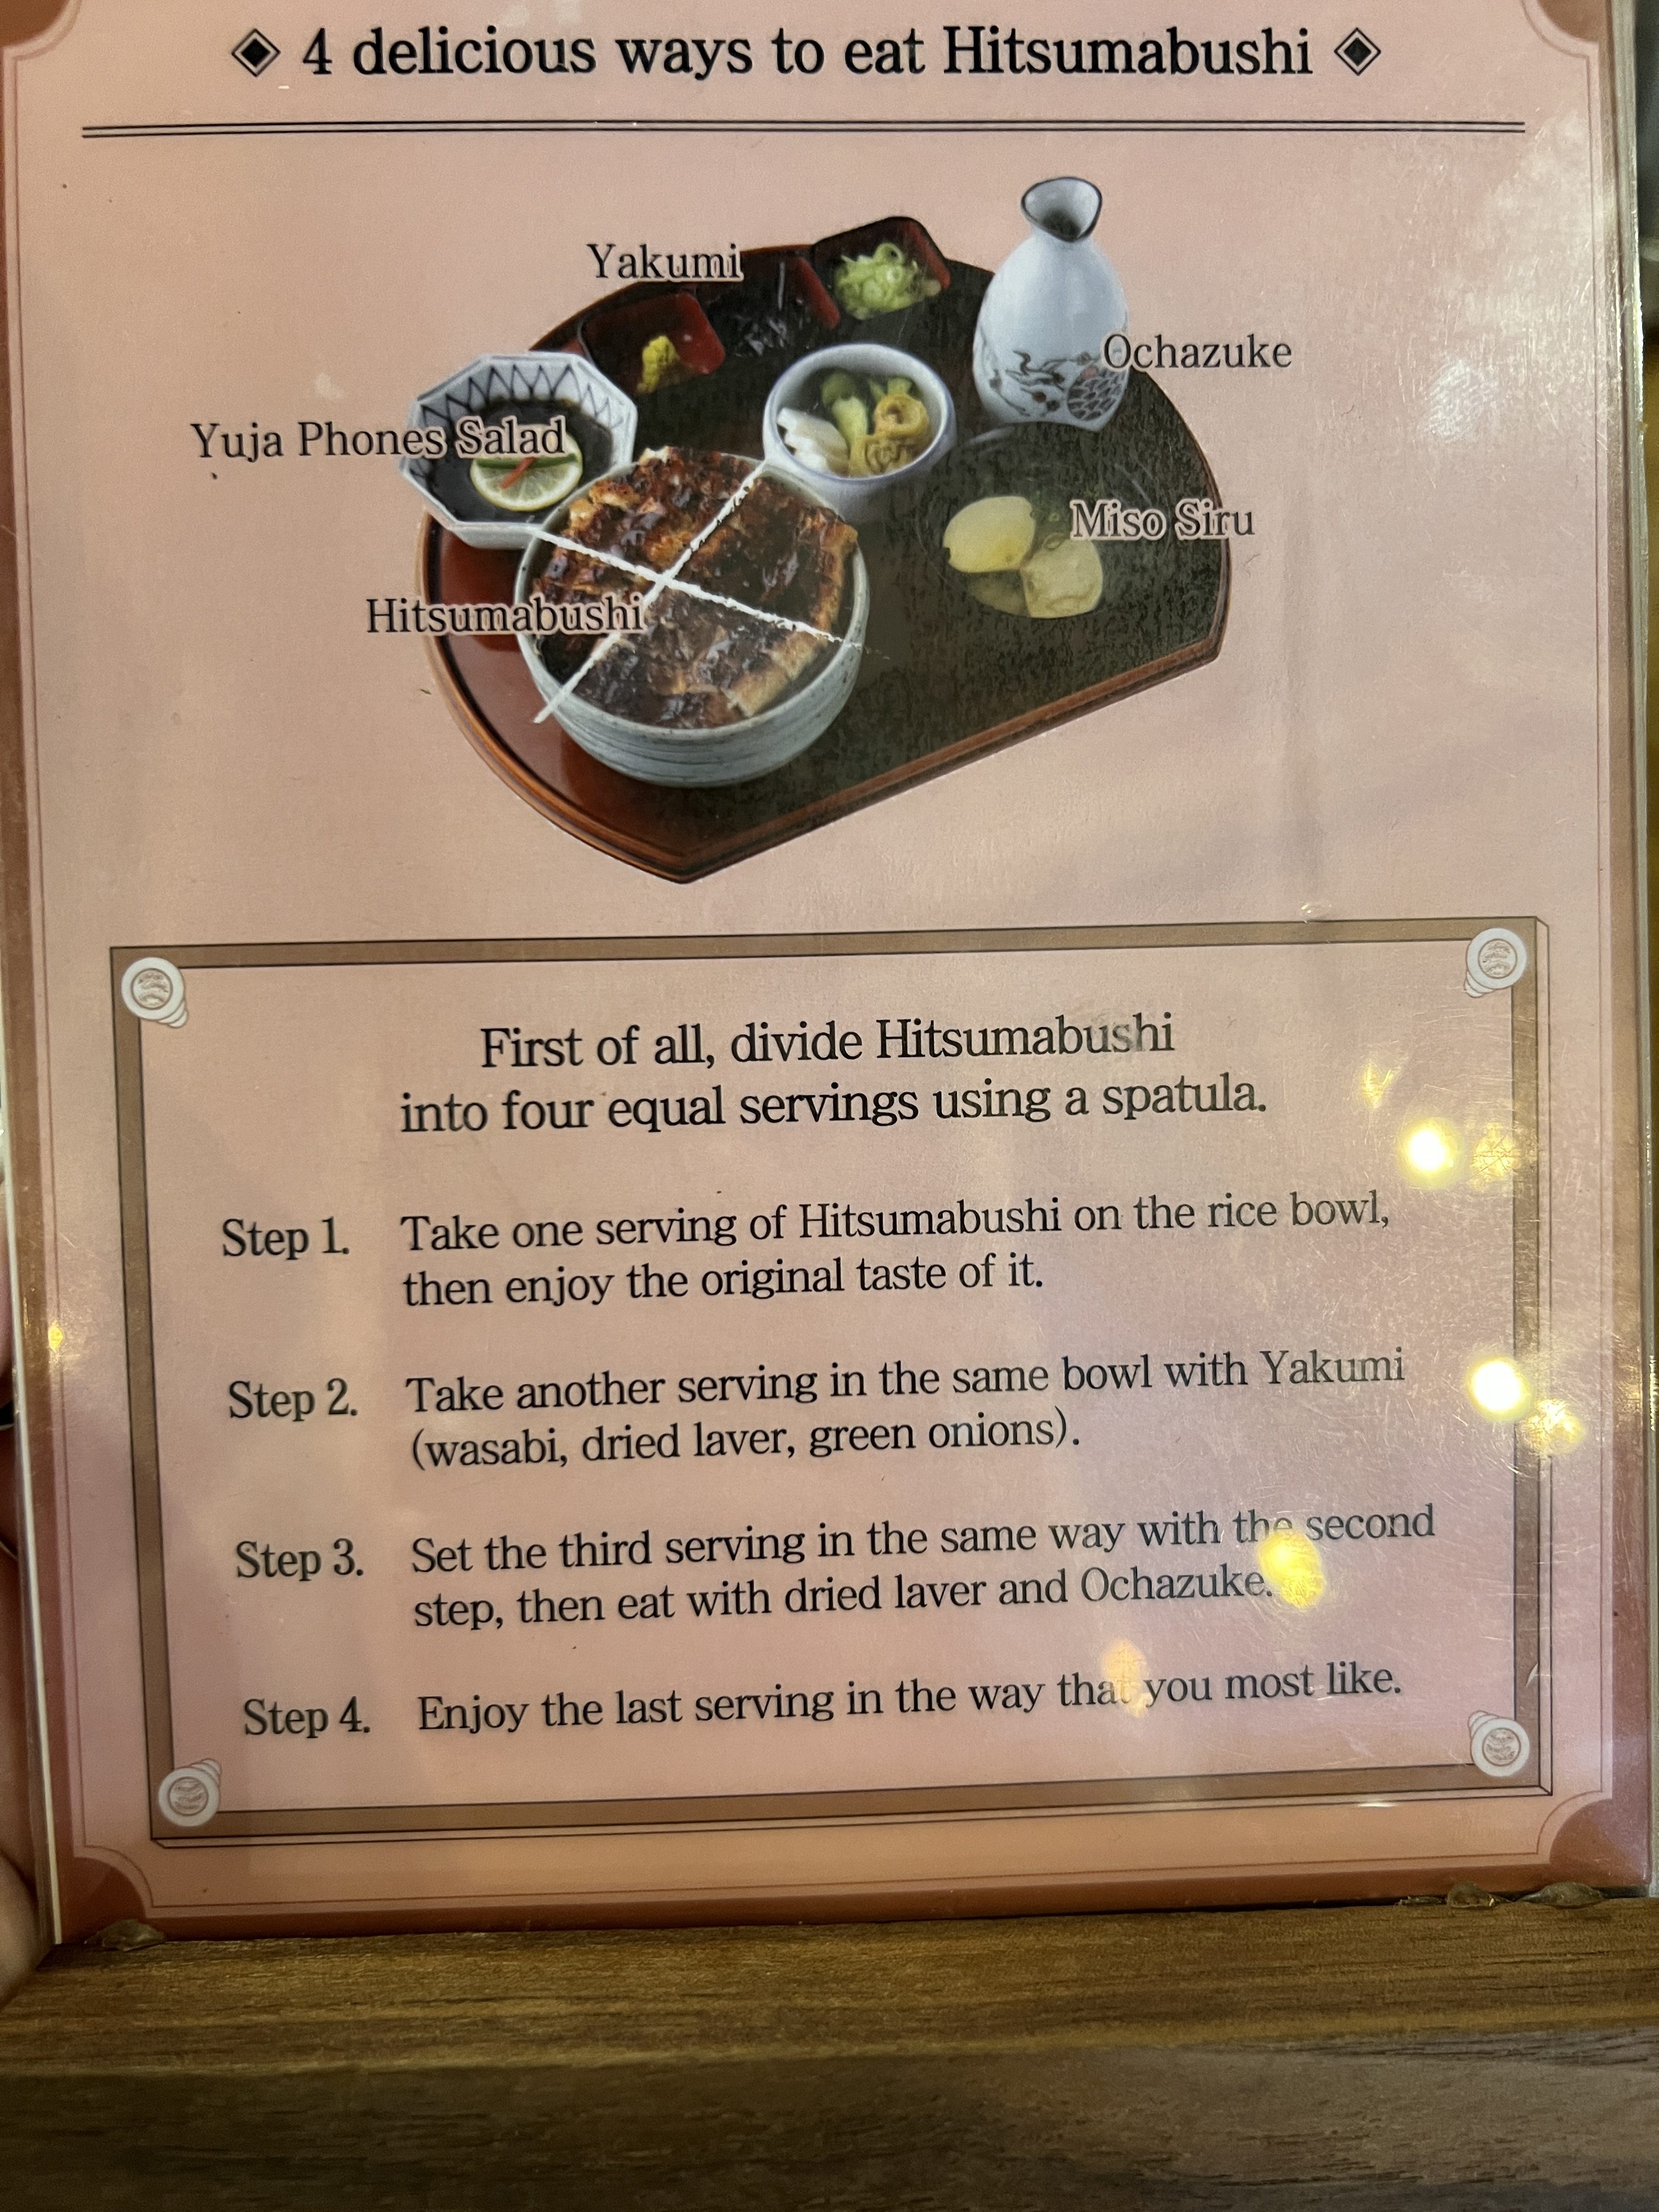 4 delicious ways to eat Hitsumabushi
Yakumi
Ochazuke
Yuja Phones Salad
Miso Siru
Hitsumabushi
First of all, divide Hitsumabushi
into four equal servings using a spatula.
Step 1. Take one serving of Hitsumabushi on the rice bowl,
then enjoy the original taste of it.
Step 2. Take another serving in the same bowl with Yakumi
(wasabi, dried laver, green onions).
Step 3. Set the third serving in the same way with the second
step, then eat with dried laver and Ochazuke.
Step 4. Enjoy the last serving in the way that you most like.